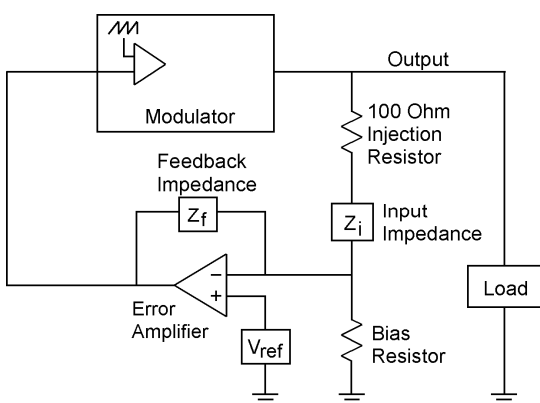 Output
Modulator
100 Ohm
Injection
Resistor
Feedback
Impedance
Zf
Zi
Input
Impedance
−
+
Error
Amplifier
Vref
Bias
Resistor
Load